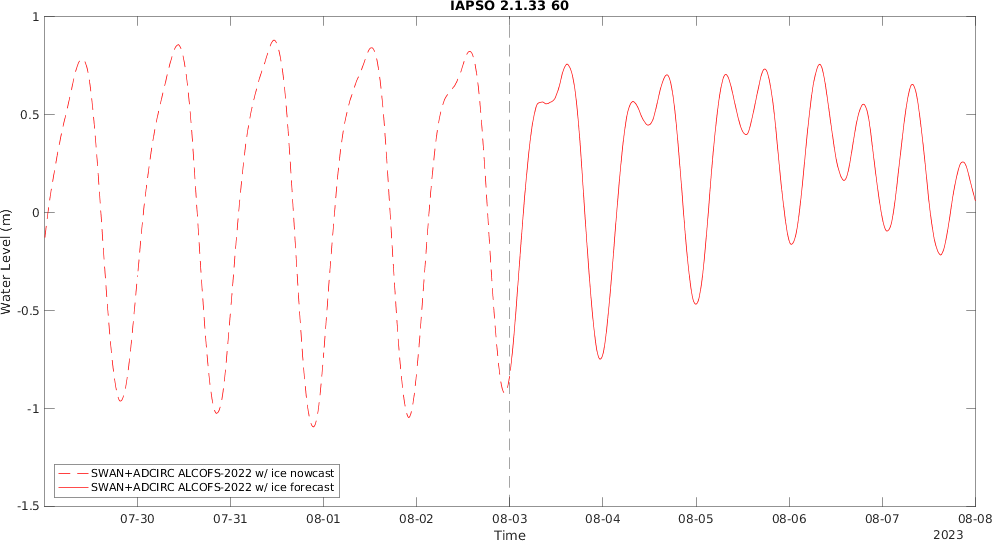 IAPSO 2.1.33 60
Water Level (m)
1
0.5
0
-0.5
-1
-1.5
SWAN+ADCIRC ALCOFS-2022 w/ ice nowcast
SWAN+ADCIRC ALCOFS-2022 w/ ice forecast
07-30 07-31 08-01 08-02 08-03 08-04 08-05 08-06 08-07 08-08
Time
2023